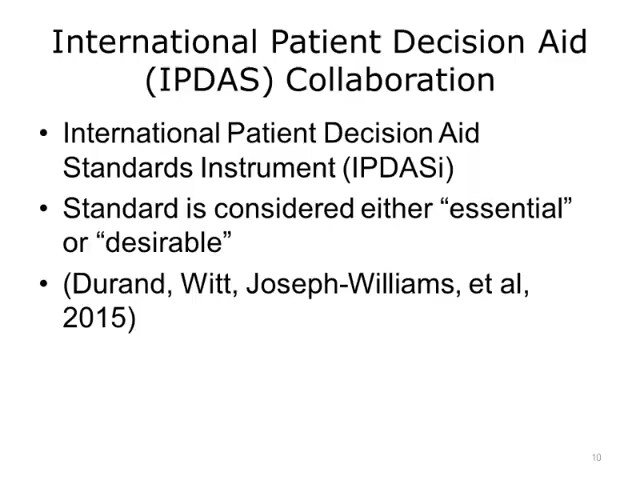 International Patient Decision Aid
(IPDAS) Collaboration
• International Patient Decision Aid
Standards Instrument (IPDASi)
• Standard is considered either “essential”
or “desirable”
• (Durand, Witt, Joseph-Williams, et al,
2015)
10